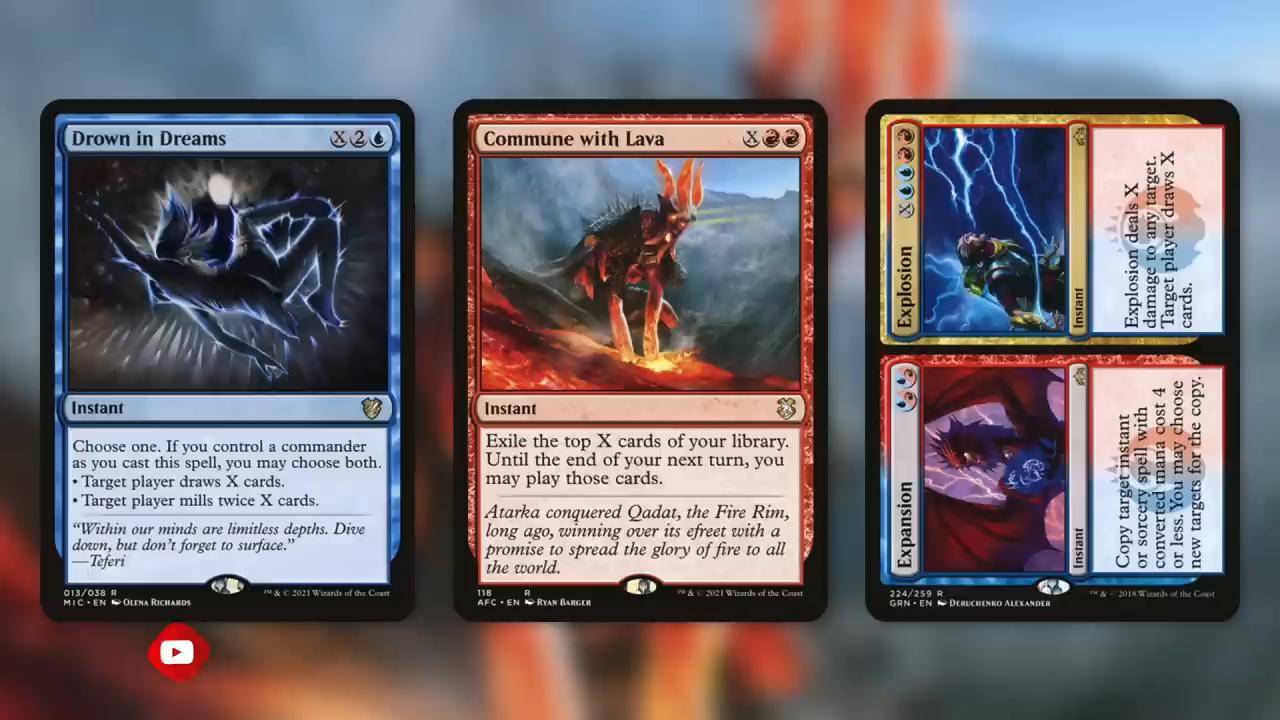 Drown in Dreams X2
Instant
Choose one. If you control a commander
as you cast this spell, you may choose both.
• Target player draws X cards.
• Target player mills twice X cards.
“Within our minds are limitless depths. Dive
down, but don’t forget to surface.”
—Teferi
013/038 R
MIC • EN OLENA RICHARDS
™ & © 2021 Wizards of the Coast
Commune with Lava X
Instant
Exile the top X cards of your library.
Until the end of your next turn, you
may play those cards.
Atarka conquered Qadat, the Fire Rim,
long ago, winning over its efreet with a
promise to spread the glory of fire to all
the world.
118 R
AFC • EN RYAN BARGER
™ & © 2021 Wizards of the Coast
Explosion X
Instant
Explosion deals X
damage to any target.
Target player draws X
cards.
Expansion
Instant
Copy target instant
or sorcery spell with
converted mana cost 4
or less. You may choose
new targets for the copy.
224/259 R
GRN • EN DERUCHENKO ALEXANDER
™ & © 2018 Wizards of the Coast